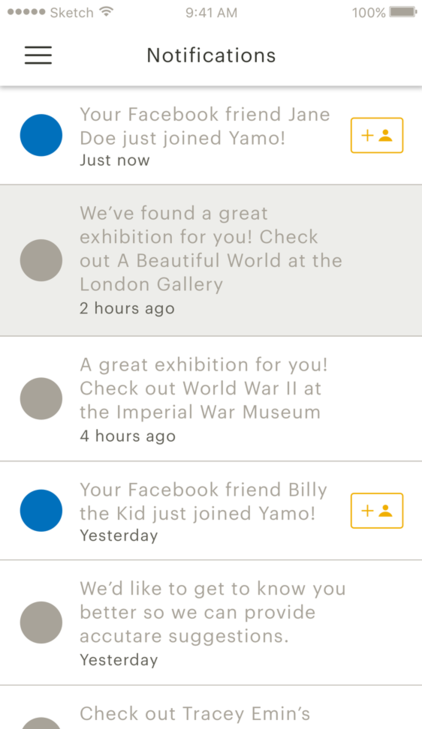 Sketch 9:41 AM 100%
Notifications
Your Facebook friend Jane
Doe just joined Yamo!
Just now
We’ve found a great
exhibition for you! Check
out A Beautiful World at the
London Gallery
2 hours ago
A great exhibition for you!
Check out World War II at
the Imperial War Museum
4 hours ago
Your Facebook friend Billy
the Kid just joined Yamo!
Yesterday
We’d like to get to know you
better so we can provide
accutare suggestions.
Yesterday
Check out Tracey Emin’s